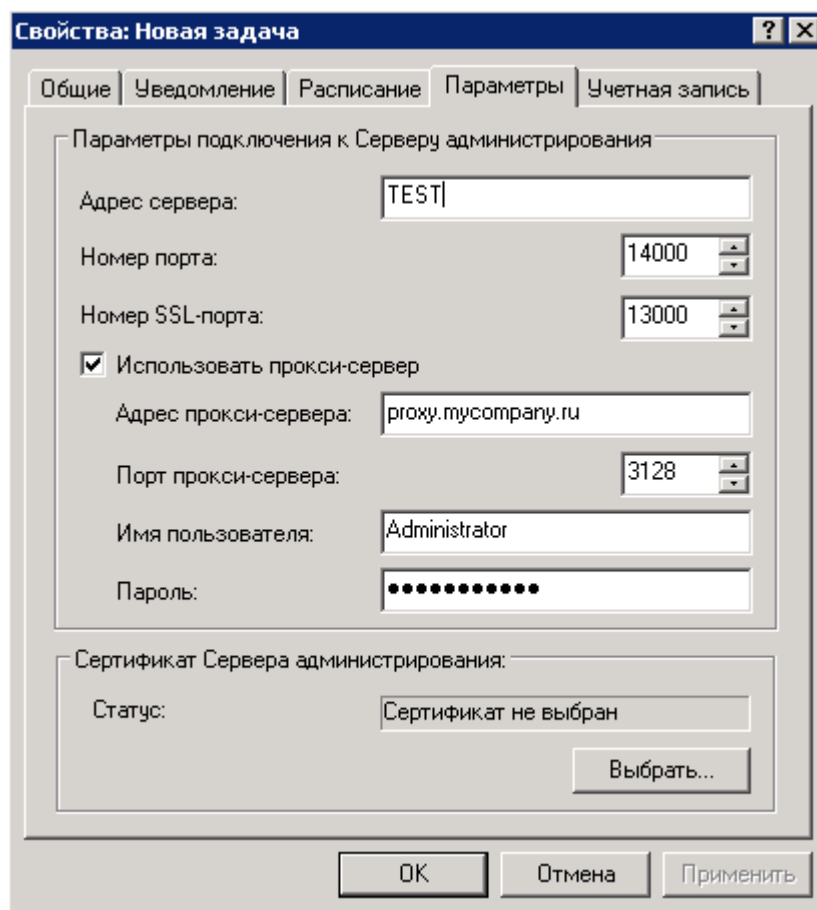 Свойства: Новая задача
Общие Уведомление Расписание Параметры Учетная запись
Параметры подключения к Серверу администрирования
Адрес сервера: TEST
Номер порта: 14000
Номер SSL-порта: 13000
Использовать прокси-сервер
Адрес прокси-сервера: proxy.mycompany.ru
Порт прокси-сервера: 3128
Имя пользователя: Administrator
Пароль: ●●●●●●●●●●●
Сертификат Сервера администрирования:
Статус: Сертификат не выбран
Выбрать...
OK Отмена Применить